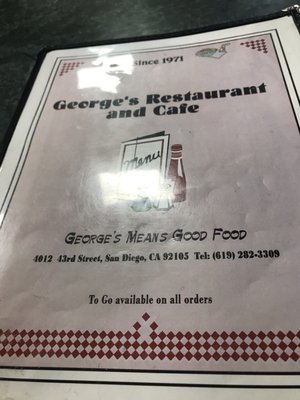 Since 1971
George's Restaurant
and Cafe
Menu
George's Means Good Food
4012 43rd Street, San Diego, CA 92105 Tel: (619) 282-3309
To Go available on all orders